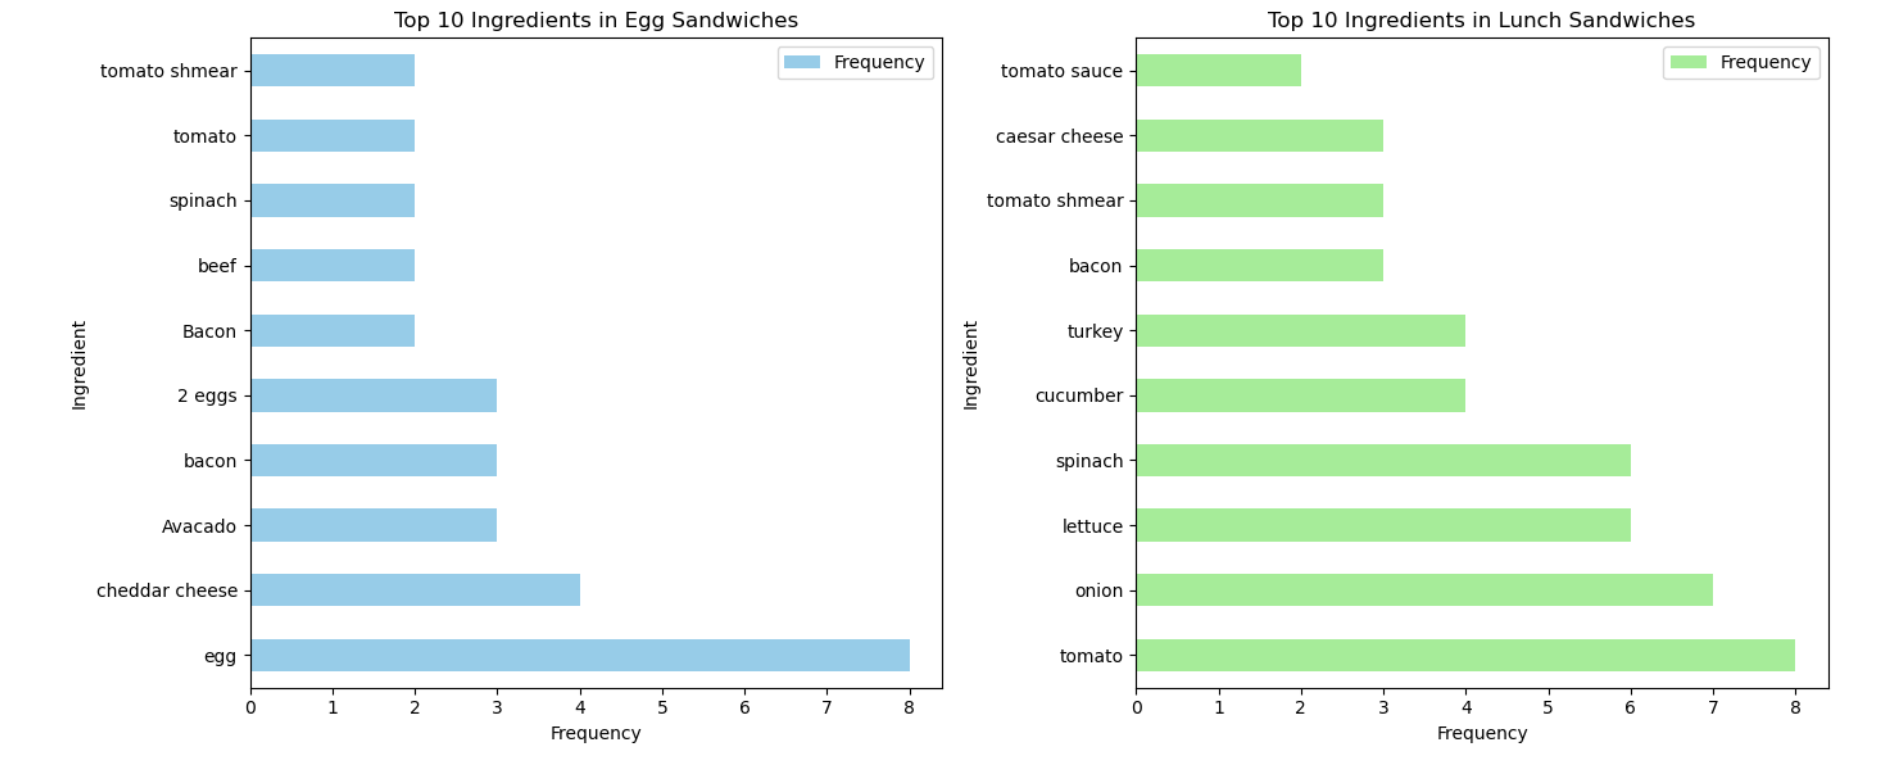 Top 10 Ingredients in Egg Sandwiches
Frequency
tomato shmear
tomato
spinach
beef
Bacon
2 eggs
bacon
Avacado
cheddar cheese
egg
Ingredient
0 1 2 3 4 5 6 7 8
Frequency
Top 10 Ingredients in Lunch Sandwiches
Frequency
tomato sauce
caesar cheese
tomato shmear
bacon
turkey
cucumber
spinach
lettuce
onion
tomato
Ingredient
0 1 2 3 4 5 6 7 8
Frequency